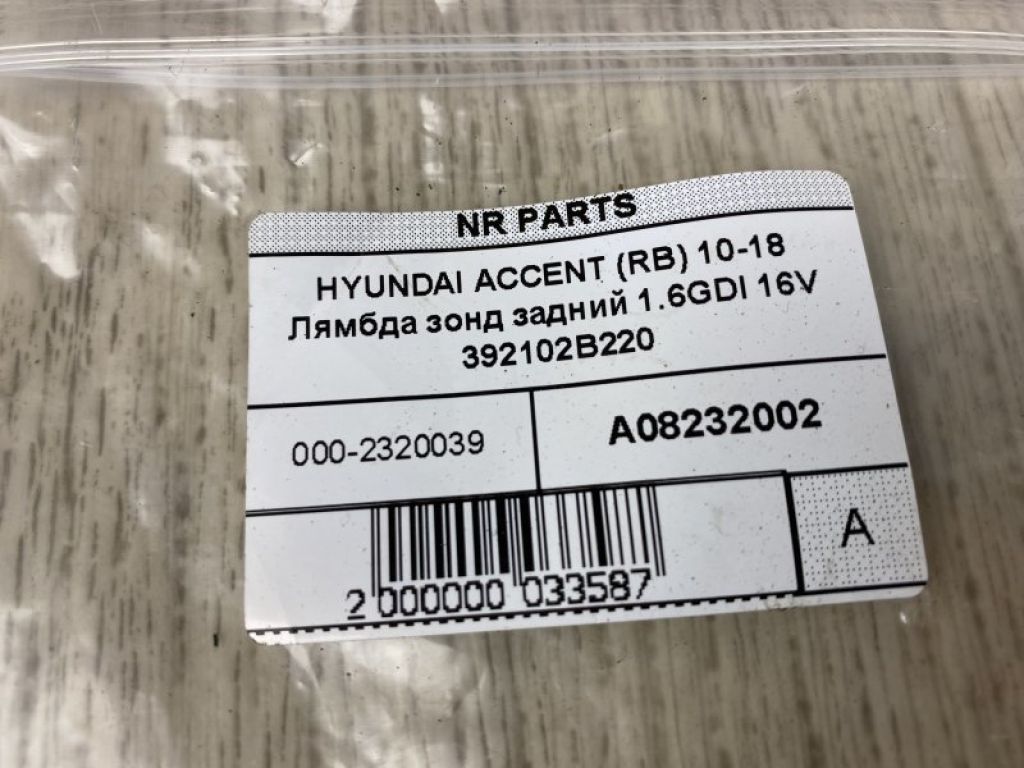 NR PARTS
HYUNDAI ACCENT (RB) 10-18
Лямбда зонд задний 1.6GDI 16V
392102B220
000-2320039
A08232002
A
2 000000 033587